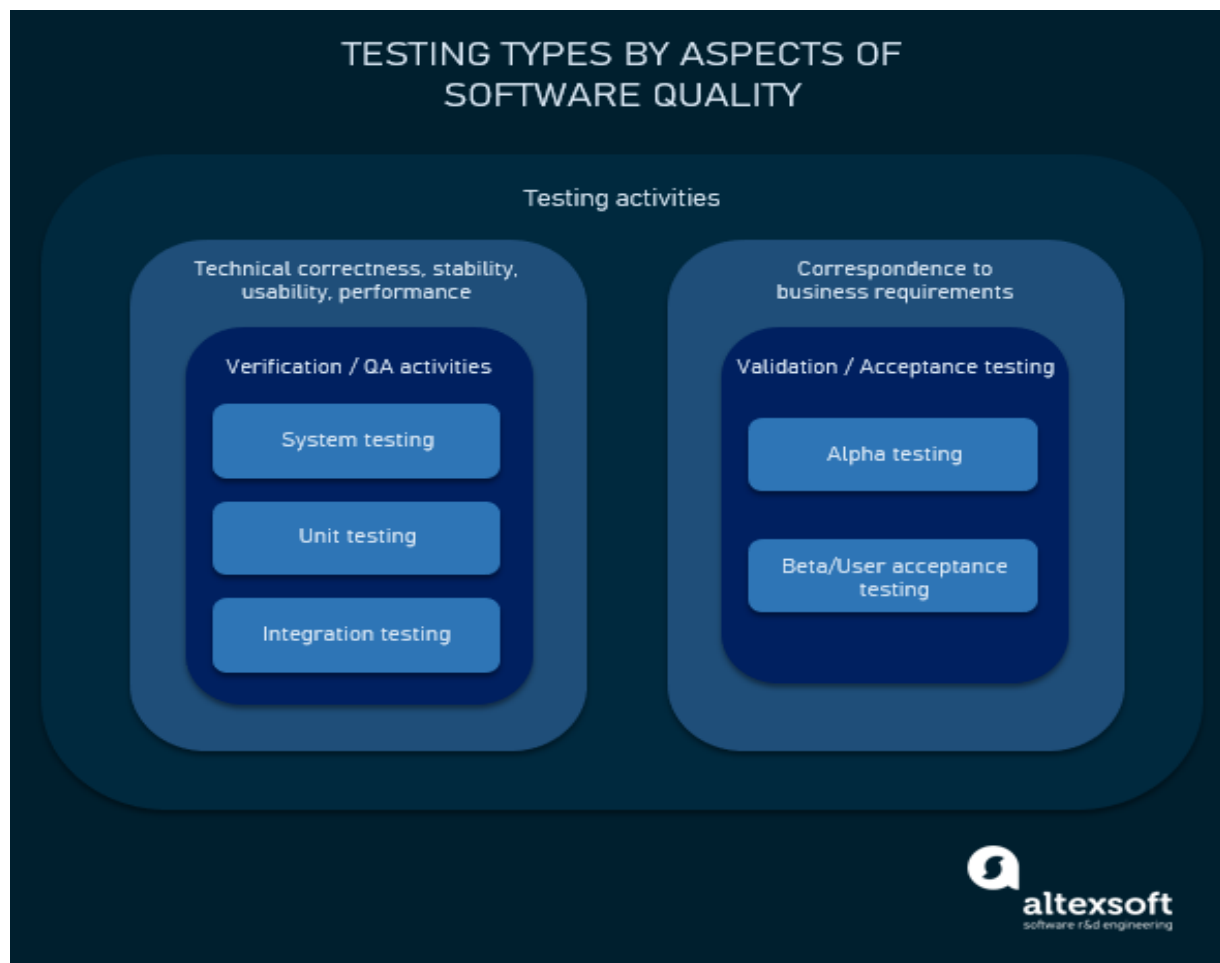 TESTING TYPES BY ASPECTS OF
SOFTWARE QUALITY
Testing activities
Technical correctness, stability,
usability, performance
Verification / QA activities
System testing
Unit testing
Integration testing
Correspondence to
business requirements
Validation / Acceptance testing
Alpha testing
Beta/User acceptance
testing
altexsoft
software r&d engineering